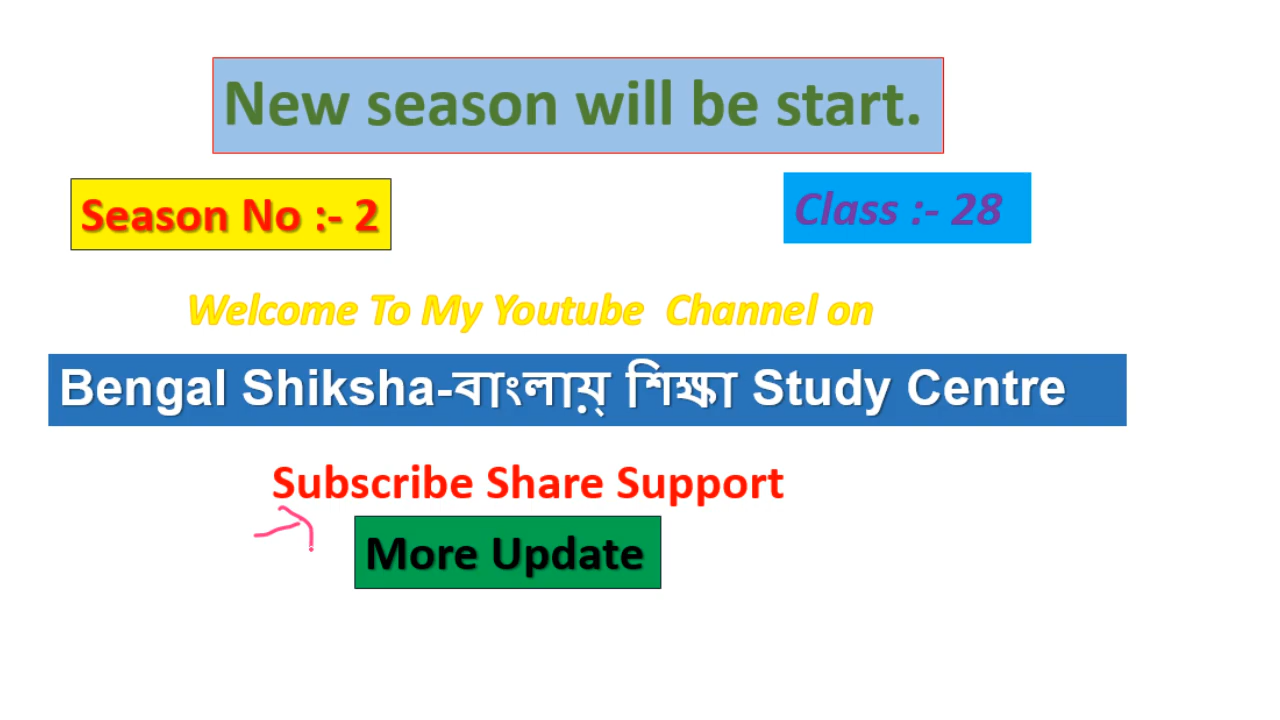 New season will be start.
Season No :- 2
Class :- 28
Welcome To My Youtube Channel on
Bengal Shiksha-বাংলায় শিক্ষা Study Centre
Subscribe Share Support
More Update